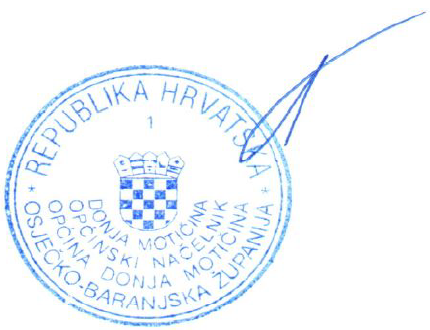 REPUBLIKA HRVATSKA
1
* OSJEČKO-BARANJSKA ŽUPANIJA *
OPĆINA DONJA MOTIČINA
OPĆINSKI NAČELNIK
DONJA MOTIČINA